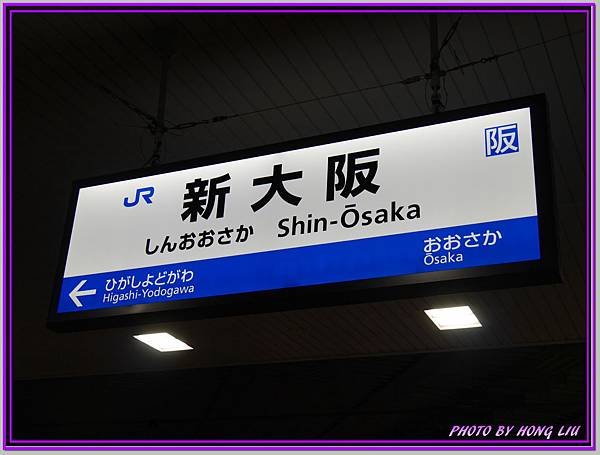 JR 新大阪 阪
しんおおさか Shin-Ōsaka
ひがしよどがわ
Higashi-Yodogawa
おおさか
Ōsaka
PHOTO BY HONG LIU